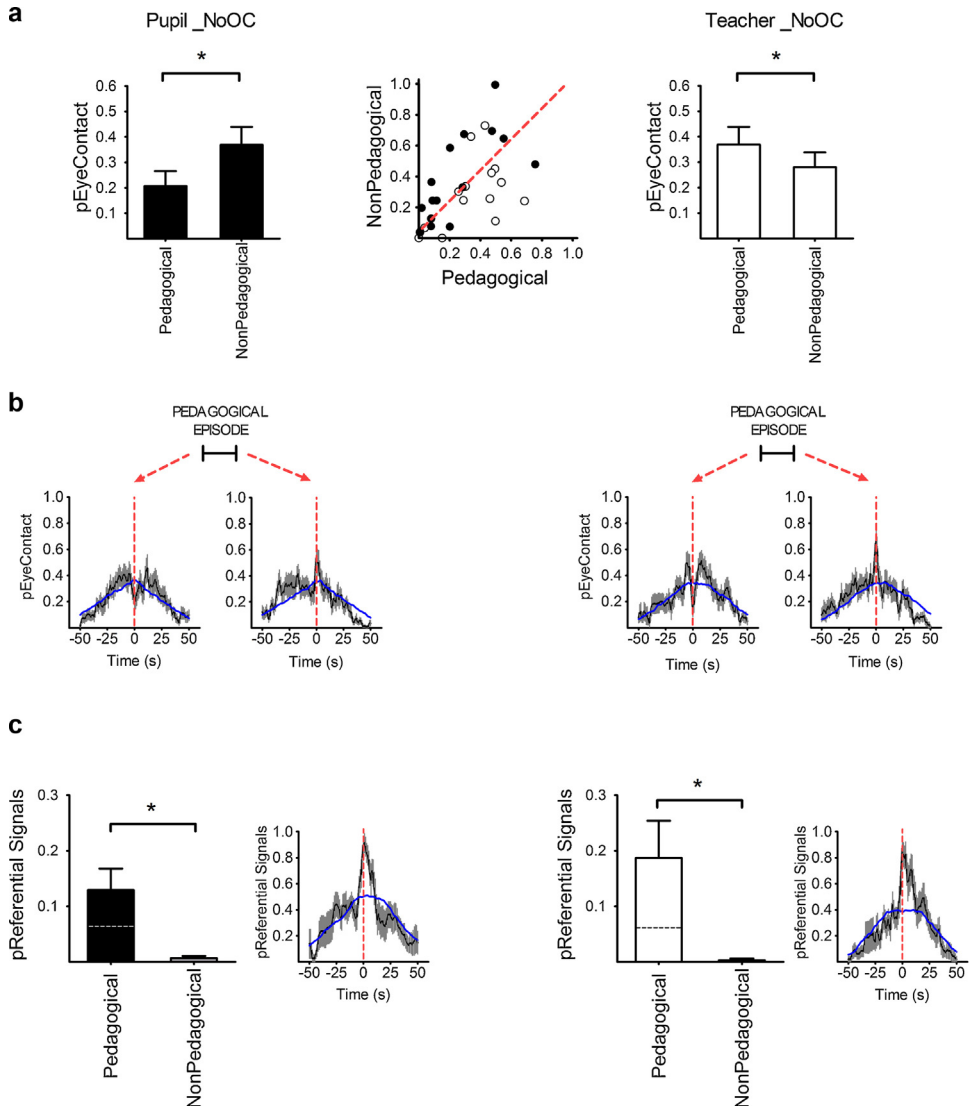 a
Pupil _NoOC
*
pEyeContact
0.6
0.5
0.4
0.3
0.2
0.1
Pedagogical
NonPedagogical
NonPedagogical
1.0
0.8
0.6
0.4
0.2
0.2 0.4 0.6 0.8 1.0
Pedagogical
Teacher _NoOC
*
pEyeContact
0.6
0.5
0.4
0.3
0.2
0.1
Pedagogical
NonPedagogical
b
PEDAGOGICAL
EPISODE
pEyeContact
1.0
0.8
0.6
0.4
0.2
-50 -25 0 25 50
Time (s)
1.0
0.8
0.6
0.4
0.2
-50 -25 0 25 50
Time (s)
PEDAGOGICAL
EPISODE
pEyeContact
1.0
0.8
0.6
0.4
0.2
-50 -25 0 25 50
Time (s)
1.0
0.8
0.6
0.4
0.2
-50 -25 0 25 50
Time (s)
c
pReferential Signals
0.3
0.2
0.1
*
Pedagogical
NonPedagogical
pReferential Signals
1.0
0.8
0.6
0.4
0.2
-50 -25 0 25 50
Time (s)
pReferential Signals
0.3
0.2
0.1
*
Pedagogical
NonPedagogical
pReferential Signals
1.0
0.8
0.6
0.4
0.2
-50 -25 0 25 50
Time (s)